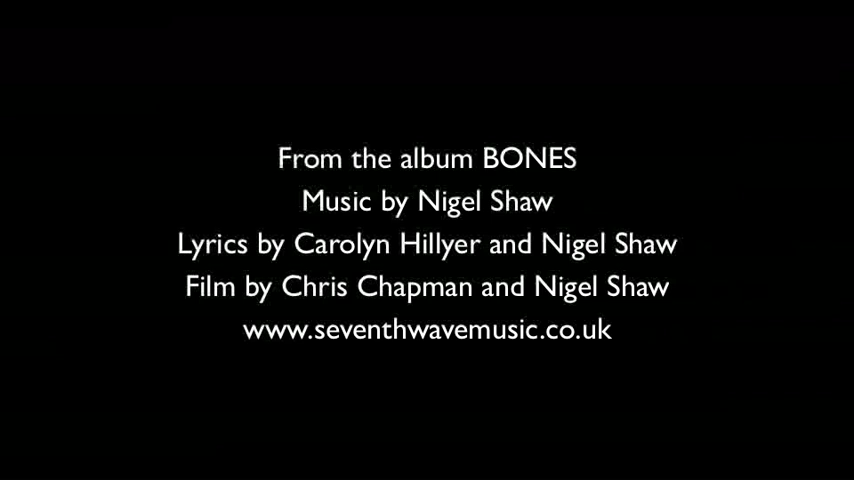 From the album BONES
Music by Nigel Shaw
Lyrics by Carolyn Hillyer and Nigel Shaw
Film by Chris Chapman and Nigel Shaw
www.seventhwavemusic.co.uk